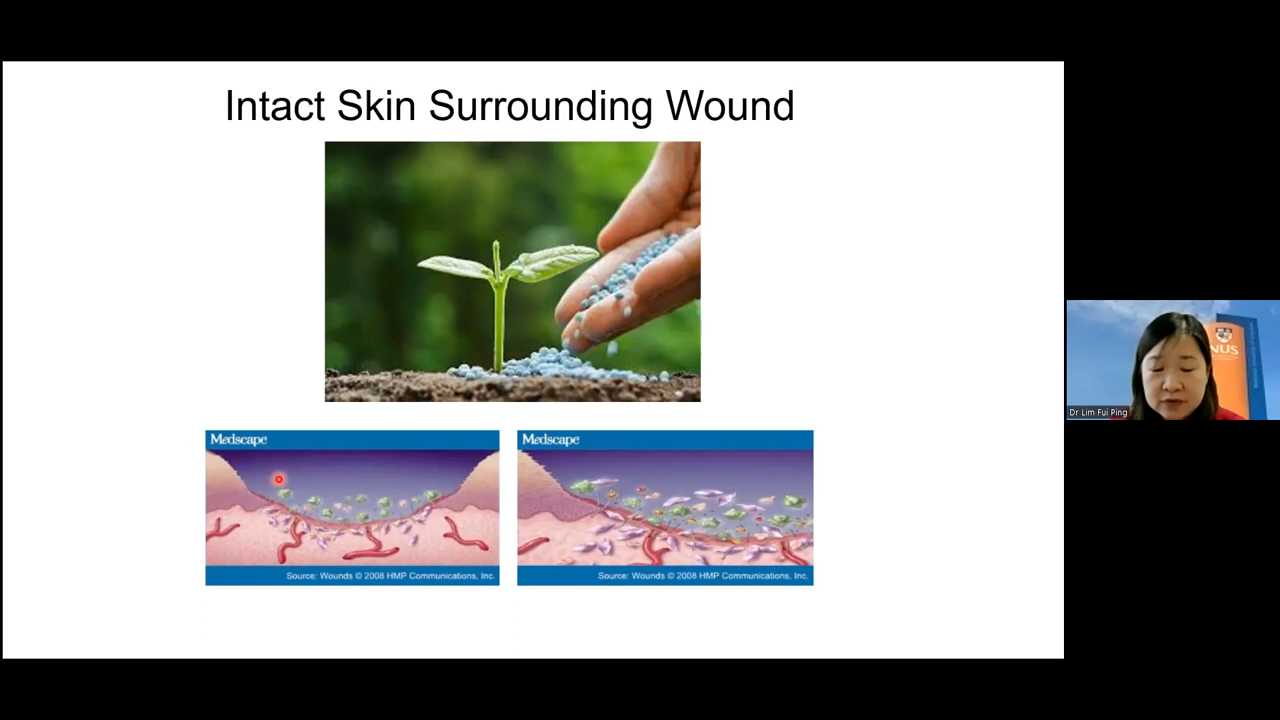 Intact Skin Surrounding Wound
Medscape
Source: Wounds © 2008 HMP Communications, Inc.
Medscape
Source: Wounds © 2008 HMP Communications, Inc.
NUS
Dr Lim Fui Ping